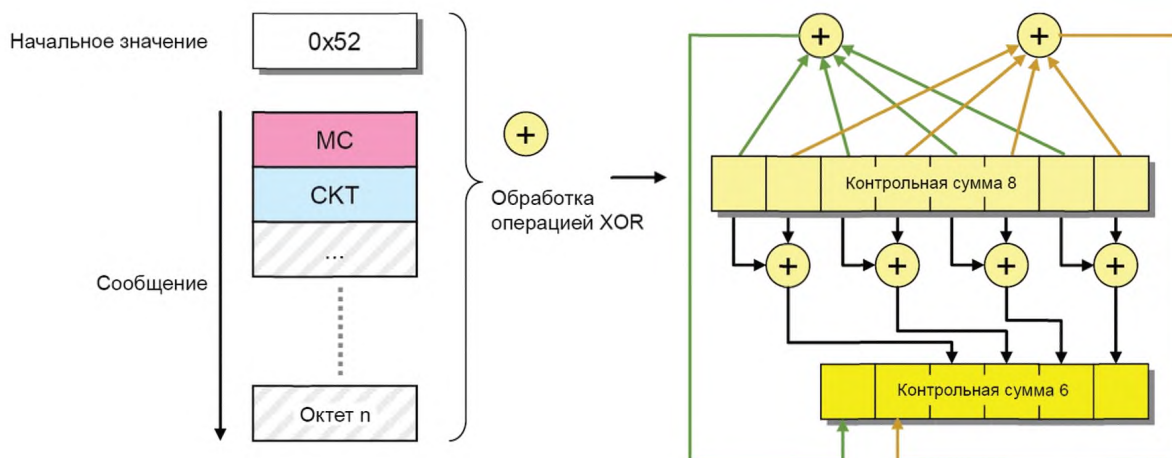 Начальное значение
0x52
MC
CKT
...
Октет n
Сообщение
+
Обработка
операцией XOR
+
+
Контрольная сумма 8
+
+
+
+
Контрольная сумма 6